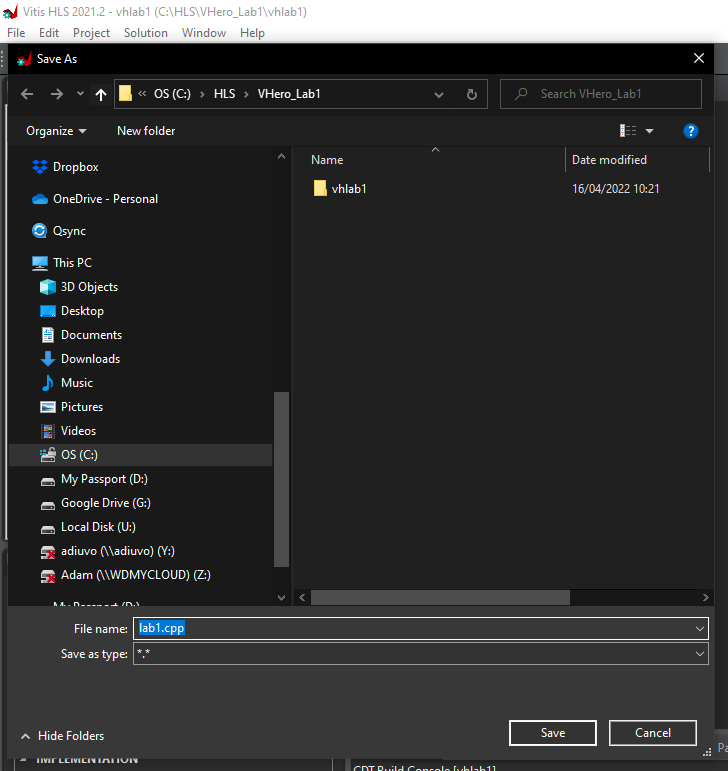 Vitis HLS 2021.2 - vhlab1 (C:\HLS\VHero_Lab1\vhlab1)
File Edit Project Solution Window Help
Save As
« OS (C:) › HLS › VHero_Lab1
Search VHero_Lab1
Organize New folder
Name Date modified
vhlab1 16/04/2022 10:21
Dropbox
OneDrive - Personal
Qsync
This PC
3D Objects
Desktop
Documents
Downloads
Music
Pictures
Videos
OS (C:)
My Passport (D:)
Google Drive (G:)
Local Disk (U:)
adiuvo (\\adiuvo) (Y:)
Adam (\\WDMYCLOUD) (Z:)
My Passport (D:)
File name: lab1.cpp
Save as type: *.*
Hide Folders
Save Cancel
IMPLEMENTATION
CDT Build Console [vhlab1]